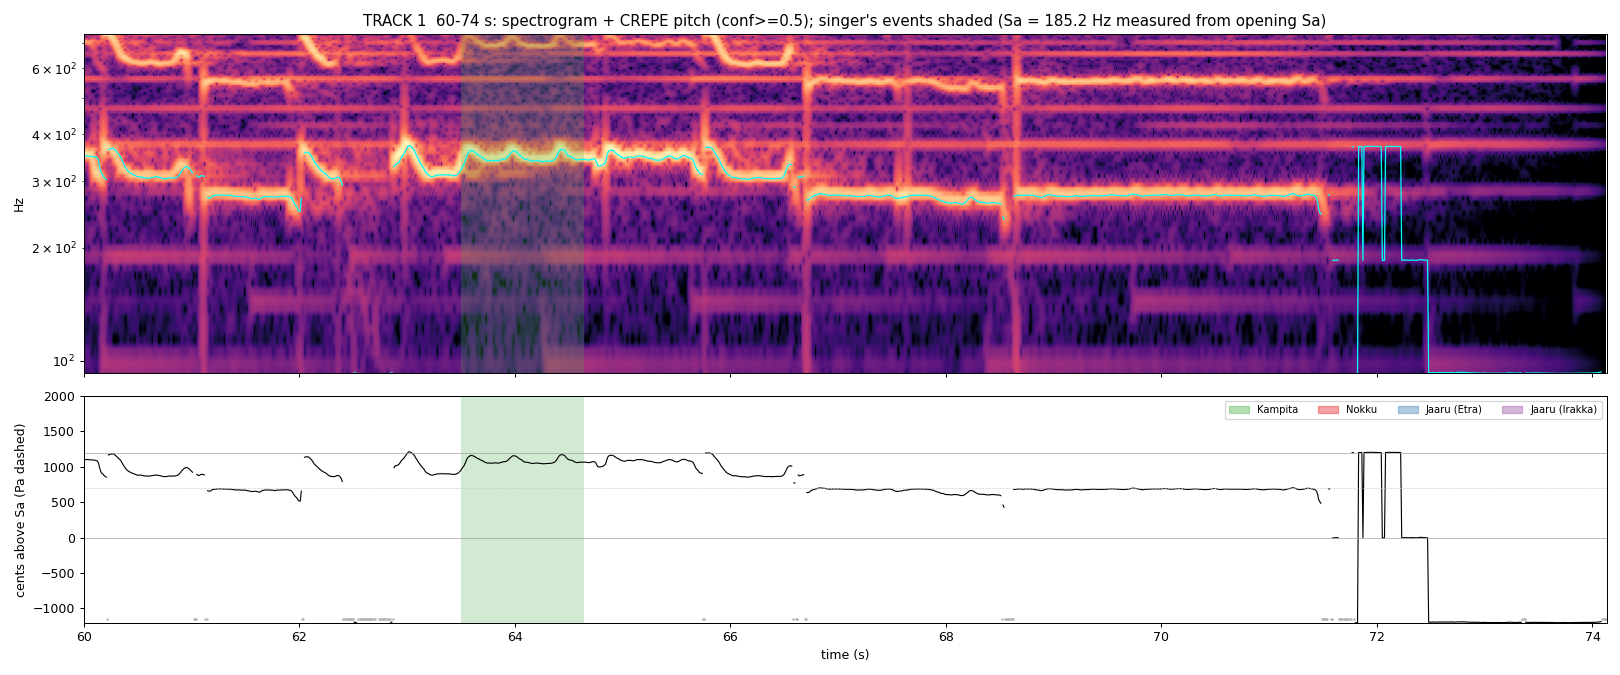 TRACK 1  60-74 s: spectrogram + CREPE pitch (conf>=0.5); singer's events shaded (Sa = 185.2 Hz measured from opening Sa)
6 × 10²
4 × 10²
3 × 10²
2 × 10²
10²
Hz
60 62 64 66 68 70 72 74
2000
1500
1000
500
0
−500
−1000
cents above Sa (Pa dashed)
Kampita Nokku Jaaru (Etra) Jaaru (Irakka)
time (s)